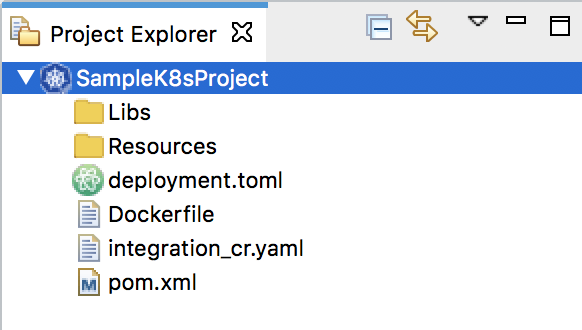 Project Explorer
SampleK8sProject
Libs
Resources
deployment.toml
Dockerfile
integration_cr.yaml
pom.xml